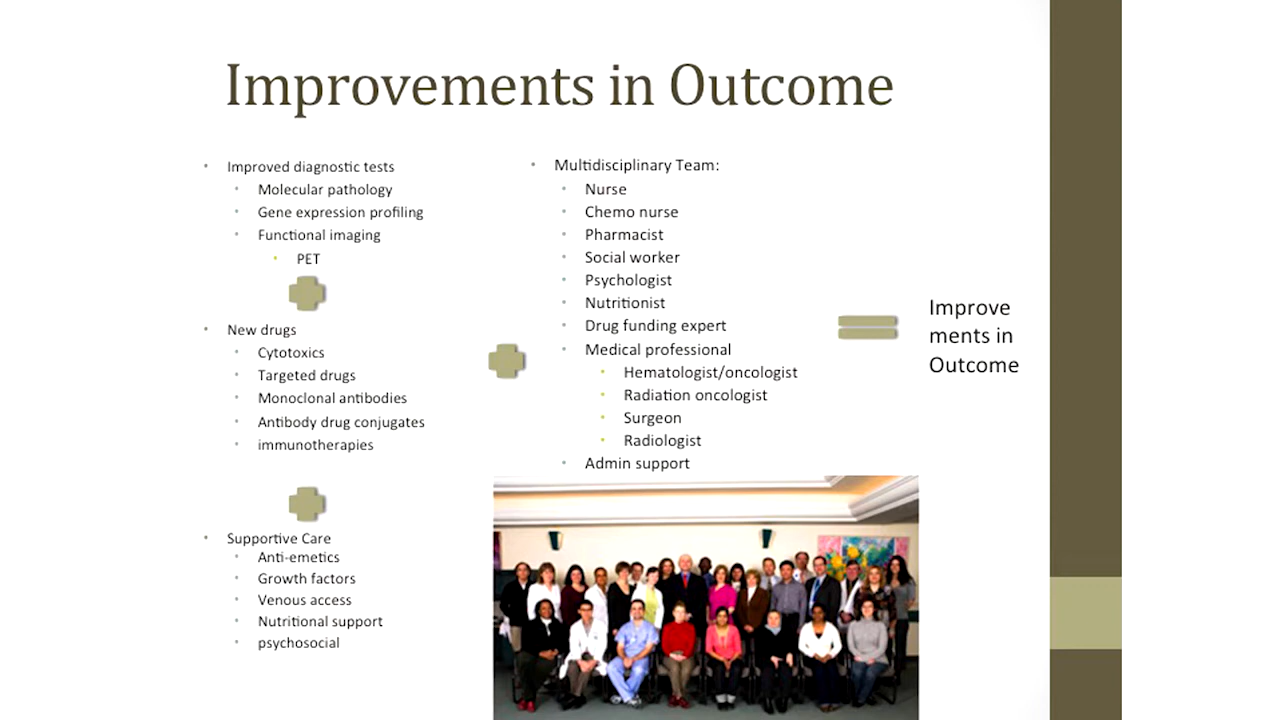 Improvements in Outcome
Improved diagnostic tests
Molecular pathology
Gene expression profiling
Functional imaging
PET
New drugs
Cytotoxics
Targeted drugs
Monoclonal antibodies
Antibody drug conjugates
immunotherapies
Supportive Care
Anti-emetics
Growth factors
Venous access
Nutritional support
psychosocial
Multidisciplinary Team:
Nurse
Chemo nurse
Pharmacist
Social worker
Psychologist
Nutritionist
Drug funding expert
Medical professional
Hematologist/oncologist
Radiation oncologist
Surgeon
Radiologist
Admin support
Improve
ments in
Outcome